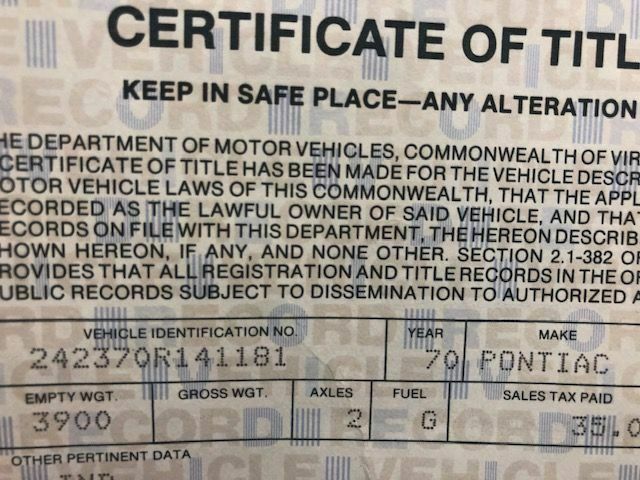 CERTIFICATE OF TITL
KEEP IN SAFE PLACE—ANY ALTERATION
HE DEPARTMENT OF MOTOR VEHICLES, COMMONWEALTH OF VIR
CERTIFICATE OF TITLE HAS BEEN MADE FOR THE VEHICLE DESCR
OTOR VEHICLE LAWS OF THIS COMMONWEALTH, THAT THE APPL
ECORDED AS THE LAWFUL OWNER OF SAID VEHICLE, AND THA
ECORDS ON FILE WITH THIS DEPARTMENT, THE HEREON DESCRIB
HOWN HEREON, IF ANY, AND NONE OTHER. SECTION 2.1-382 OF
ROVIDES THAT ALL REGISTRATION AND TITLE RECORDS IN THE OF
UBLIC RECORDS SUBJECT TO DISSEMINATION TO AUTHORIZED A
VEHICLE IDENTIFICATION NO. YEAR MAKE
242370R141181 70 PONTIAC
EMPTY WGT. GROSS WGT. AXLES FUEL SALES TAX PAID
3900 2 G 35.0
OTHER PERTINENT DATA